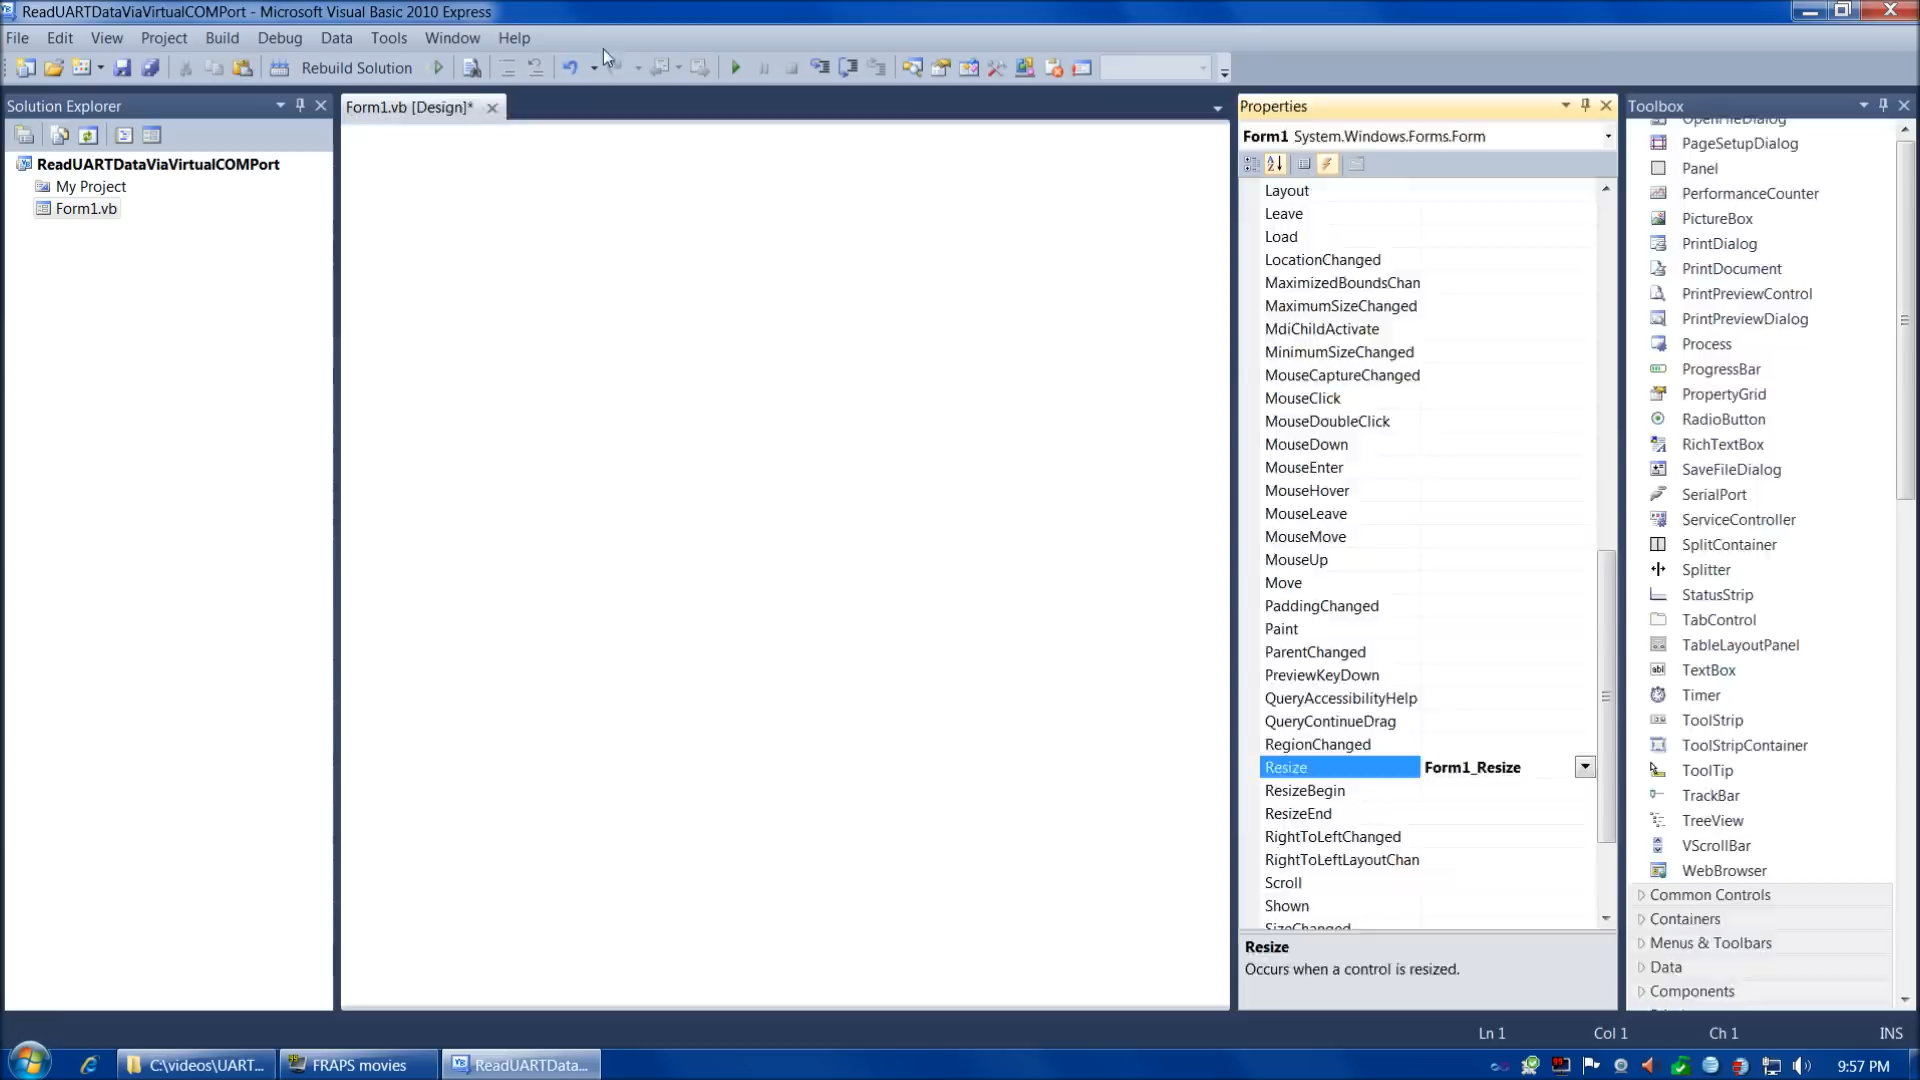 ReadUARTDataViaVirtualCOMPort - Microsoft Visual Basic 2010 Express
File Edit View Project Build Debug Data Tools Window Help
Rebuild Solution
Solution Explorer
ReadUARTDataViaVirtualCOMPort
My Project
Form1.vb
Form1.vb [Design]*
Properties
Form1 System.Windows.Forms.Form
Layout
Leave
Load
LocationChanged
MaximizedBoundsChan
MaximumSizeChanged
MdiChildActivate
MinimumSizeChanged
MouseCaptureChanged
MouseClick
MouseDoubleClick
MouseDown
MouseEnter
MouseHover
MouseLeave
MouseMove
MouseUp
Move
PaddingChanged
Paint
ParentChanged
PreviewKeyDown
QueryAccessibilityHelp
QueryContinueDrag
RegionChanged
Resize Form1_Resize
ResizeBegin
ResizeEnd
RightToLeftChanged
RightToLeftLayoutChan
Scroll
Shown
SizeChanged
Resize
Occurs when a control is resized.
Toolbox
OpenFileDialog
PageSetupDialog
Panel
PerformanceCounter
PictureBox
PrintDialog
PrintDocument
PrintPreviewControl
PrintPreviewDialog
Process
ProgressBar
PropertyGrid
RadioButton
RichTextBox
SaveFileDialog
SerialPort
ServiceController
SplitContainer
Splitter
StatusStrip
TabControl
TableLayoutPanel
TextBox
Timer
ToolStrip
ToolStripContainer
ToolTip
TrackBar
TreeView
VScrollBar
WebBrowser
Common Controls
Containers
Menus & Toolbars
Data
Components
Ln 1 Col 1 Ch 1 INS
C:\videos\UART... FRAPS movies ReadUARTData... 9:57 PM